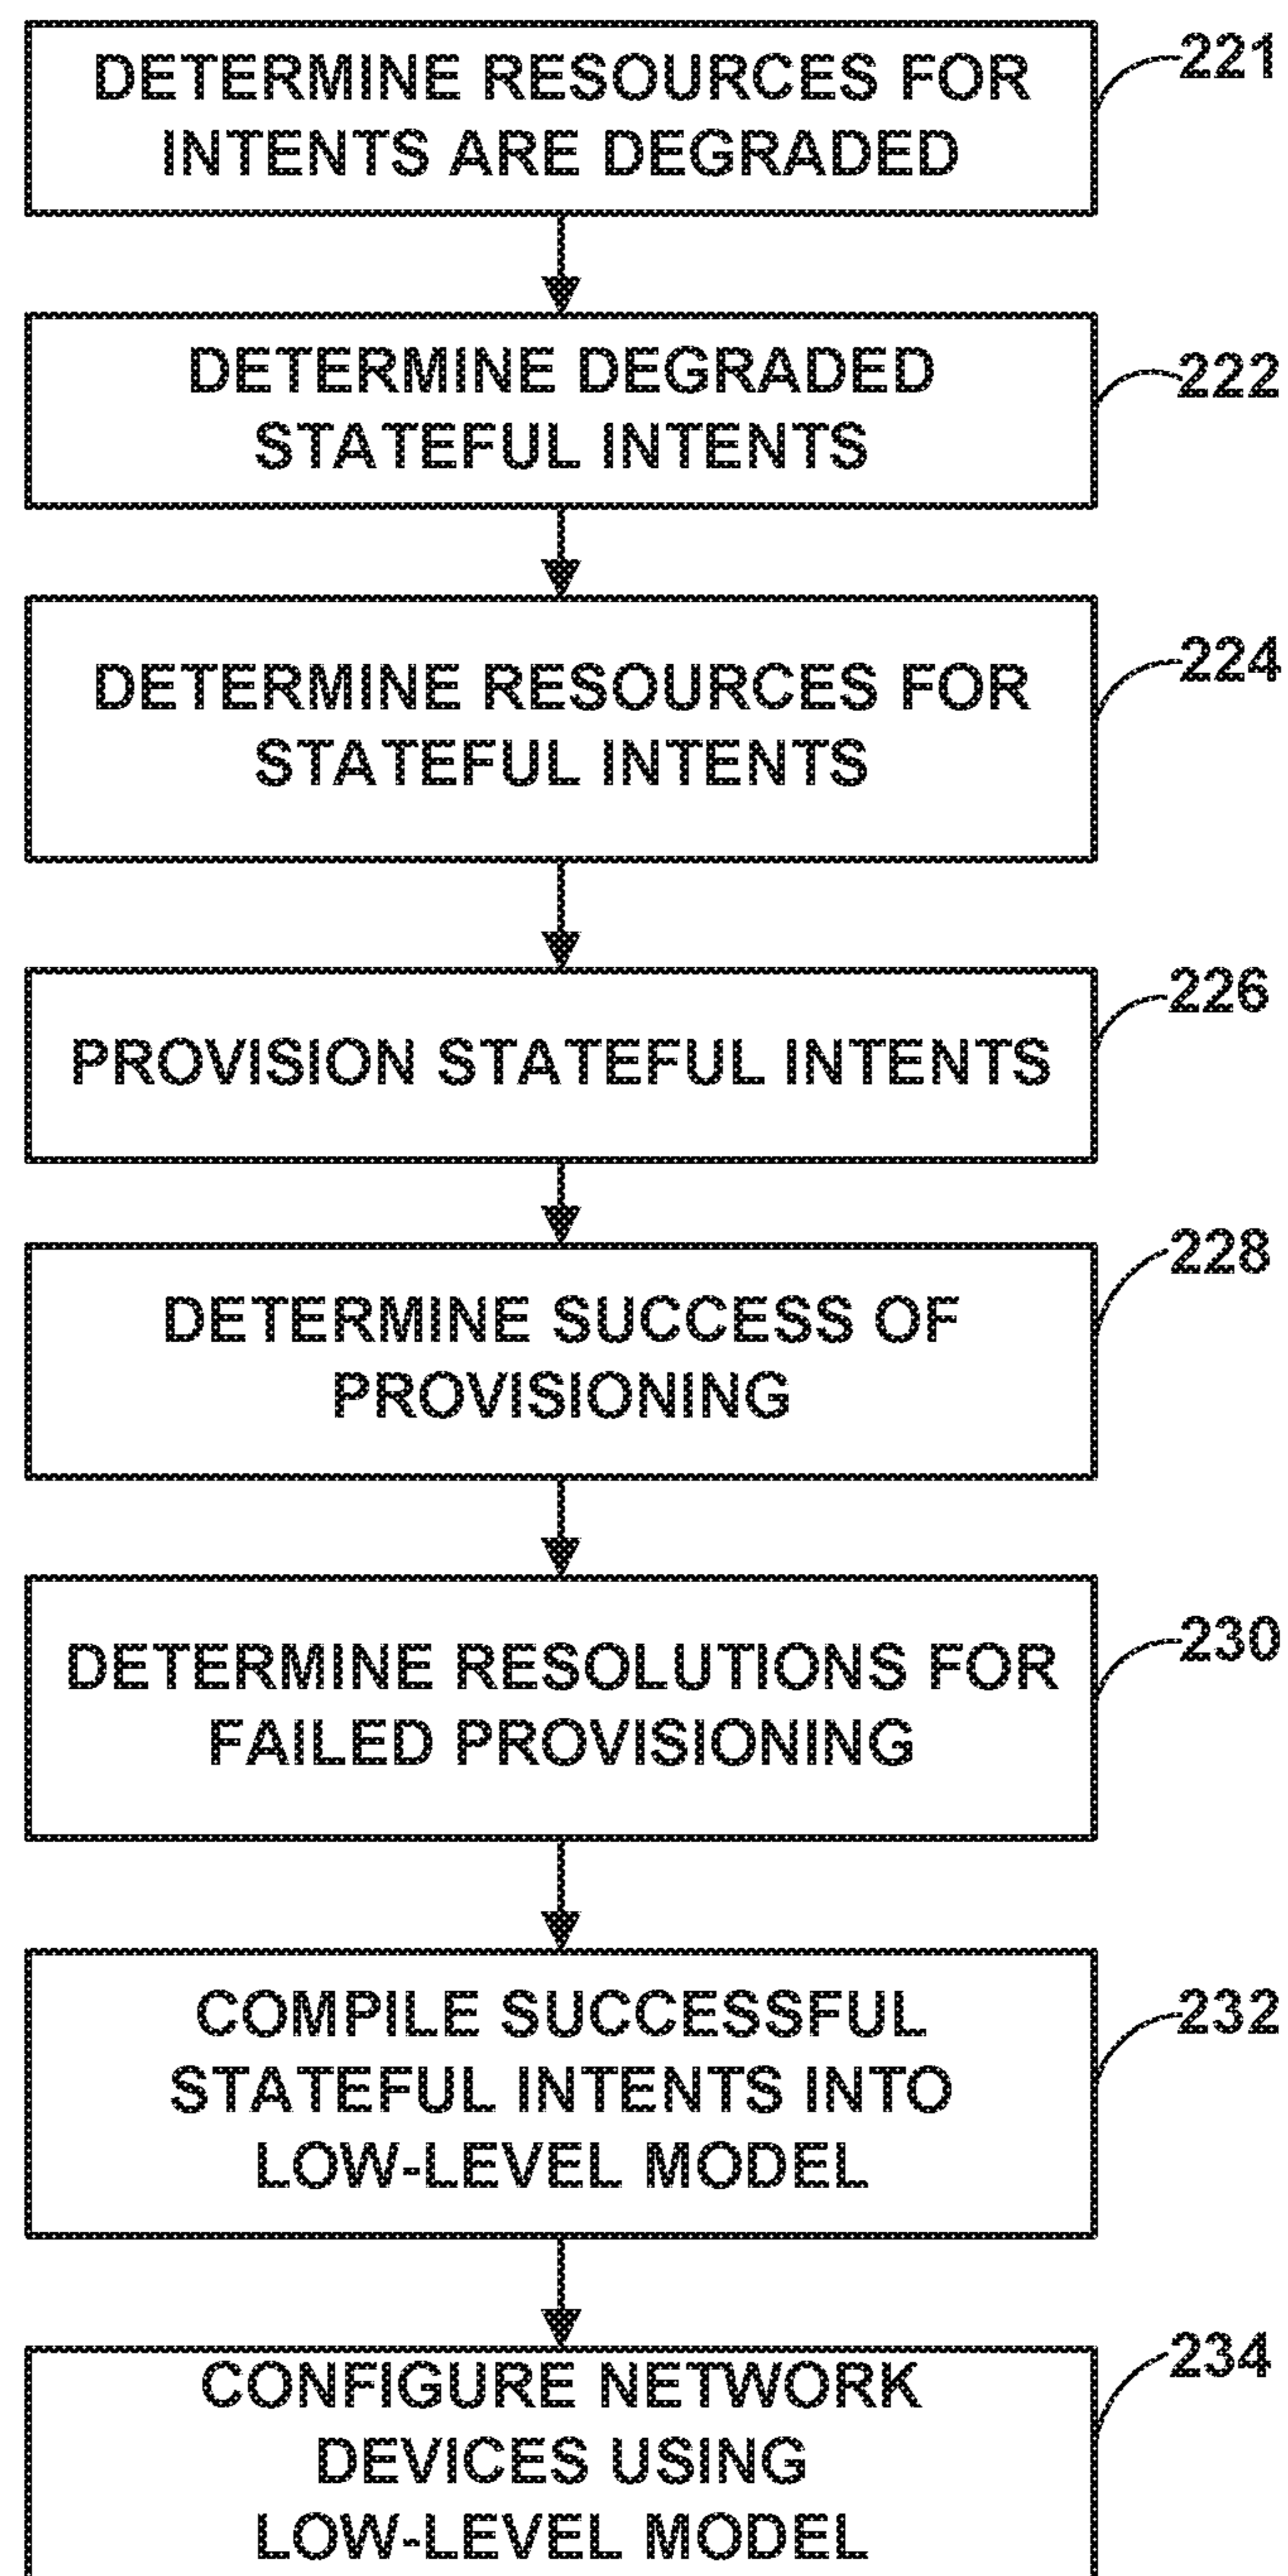 DETERMINE RESOURCES FOR
INTENTS ARE DEGRADED
221
DETERMINE DEGRADED
STATEFUL INTENTS
222
DETERMINE RESOURCES FOR
STATEFUL INTENTS
224
PROVISION STATEFUL INTENTS
226
DETERMINE SUCCESS OF
PROVISIONING
228
DETERMINE RESOLUTIONS FOR
FAILED PROVISIONING
230
COMPILE SUCCESSFUL
STATEFUL INTENTS INTO
LOW-LEVEL MODEL
232
CONFIGURE NETWORK
DEVICES USING
LOW-LEVEL MODEL
234